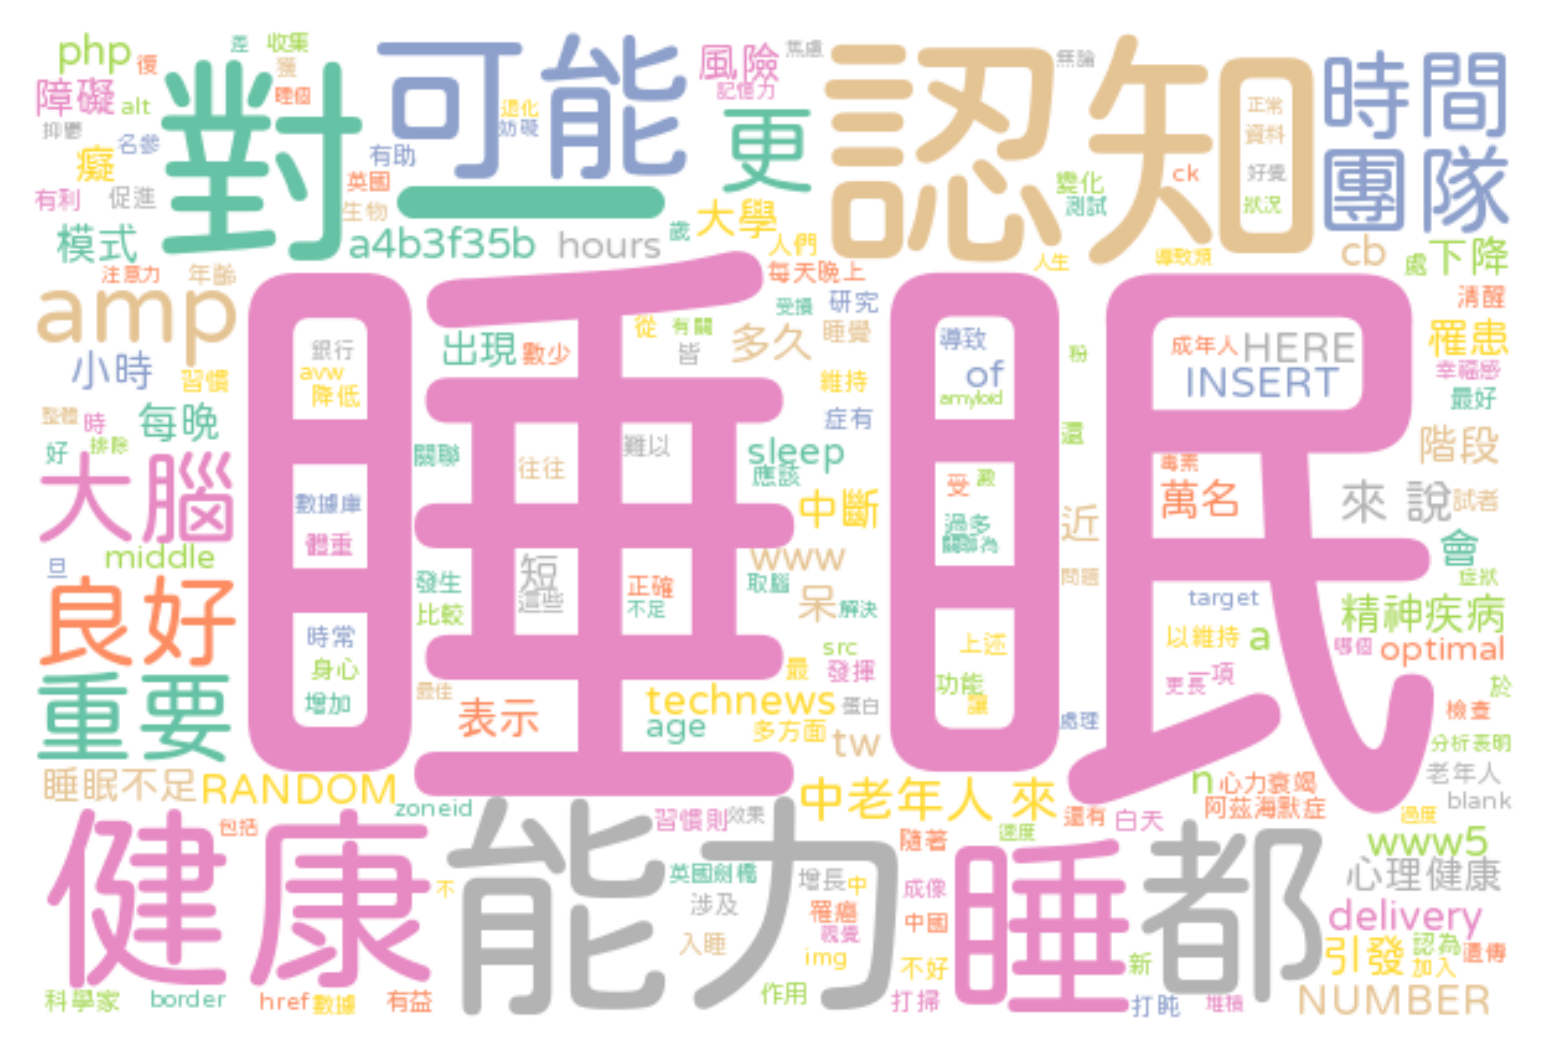 php
復
差
收集
獲
障礙
alt
睡個
對
可能
退化
妨礙
風險
焦慮
記憶力
認知
無論
正常
資料
時間
抑鬱
名參
癡
有助
更
好覺
ck
團隊
有利
促進
英國
生物
一
歲
大學
變化
測試
狀況
模式
a4b3f35b
hours
人們
人生
導致類
cb
處
下降
注意力
年齡
每天晚上
清醒
amp
睡眠
受損
研究
銀行
出現
數少
從
有關
皆
多久
睡覺
導致
粉
成年人
HERE
罹患
小時
習慣
avw
降低
維持
of
amyloid
INSERT
幸福感
最好
整體
時
每晚
症有
還
好
排除
關聯
往往
難以
sleep
應該
毒素
階段
大腦
數據庫
中斷
受
澱
過多
關聯為
近
萬名
來說
試者
體重
middle
旦
www
會
發生
短
這些
正確
不足
取腦
呆
解決
問題
症狀
良好
比較
target
精神疾病
時常
身心
增加
src
發揮
最
上述
功能
讓
以維持
a
哪個
optimal
更長
一項
於
重要
最佳
表示
technews
age
多方面
蛋白
tw
處理
檢查
分析表明
睡眠不足
RANDOM
zoneid
中老年人
來
n
心力衰竭
阿茲海默症
老年人
blank
包括
習慣則
效果
還有
白天
速度
過度
健康
能力
隨著
睡
都
www5
不
英國劍橋
增長
中
成像
心理健康
涉及
罹癌
視覺
中國
delivery
入睡
img
不好
新
引發
認為
加入
遺傳
科學家
border
href
數據
有益
作用
打掃
打盹
堆積
NUMBER